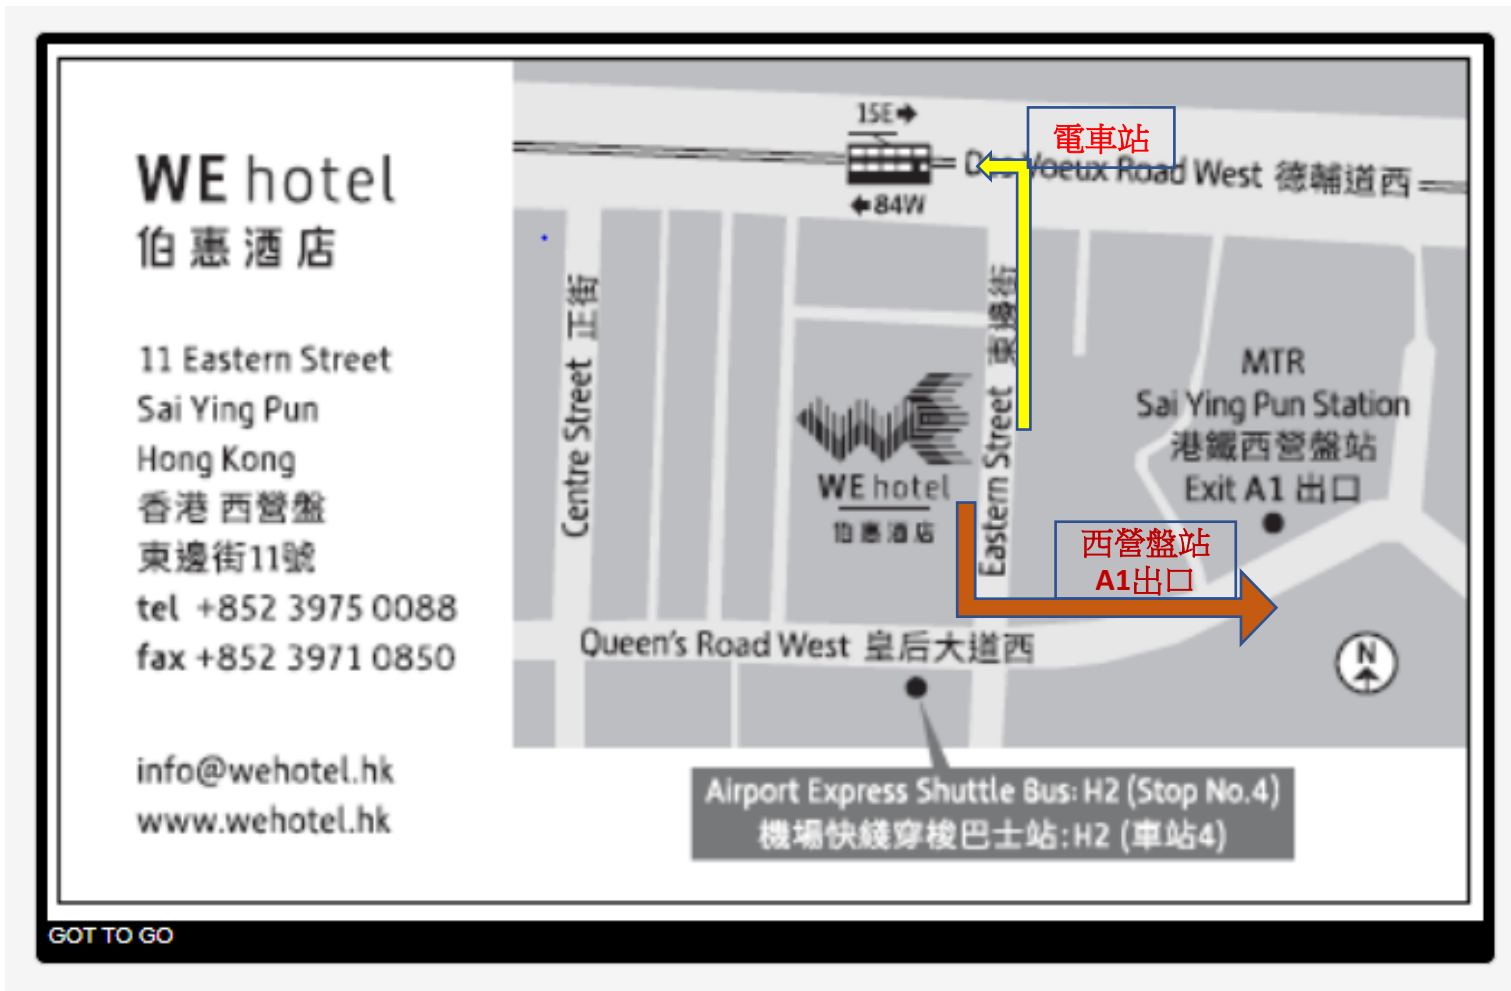 WE hotel
伯惠酒店
11 Eastern Street
Sai Ying Pun
Hong Kong
香港 西營盤
東邊街11號
tel +852 3975 0088
fax +852 3971 0850
info@wehotel.hk
www.wehotel.hk
15E
84W
電車站
Des Voeux Road West 德輔道西
Centre Street 正街
Eastern Street 東邊街
WE hotel
伯惠酒店
MTR
Sai Ying Pun Station
港鐵西營盤站
Exit A1 出口
西營盤站
A1出口
Queen's Road West 皇后大道西
N
Airport Express Shuttle Bus: H2 (Stop No.4)
機場快綫穿梭巴士站:H2 (車站4)
GOT TO GO